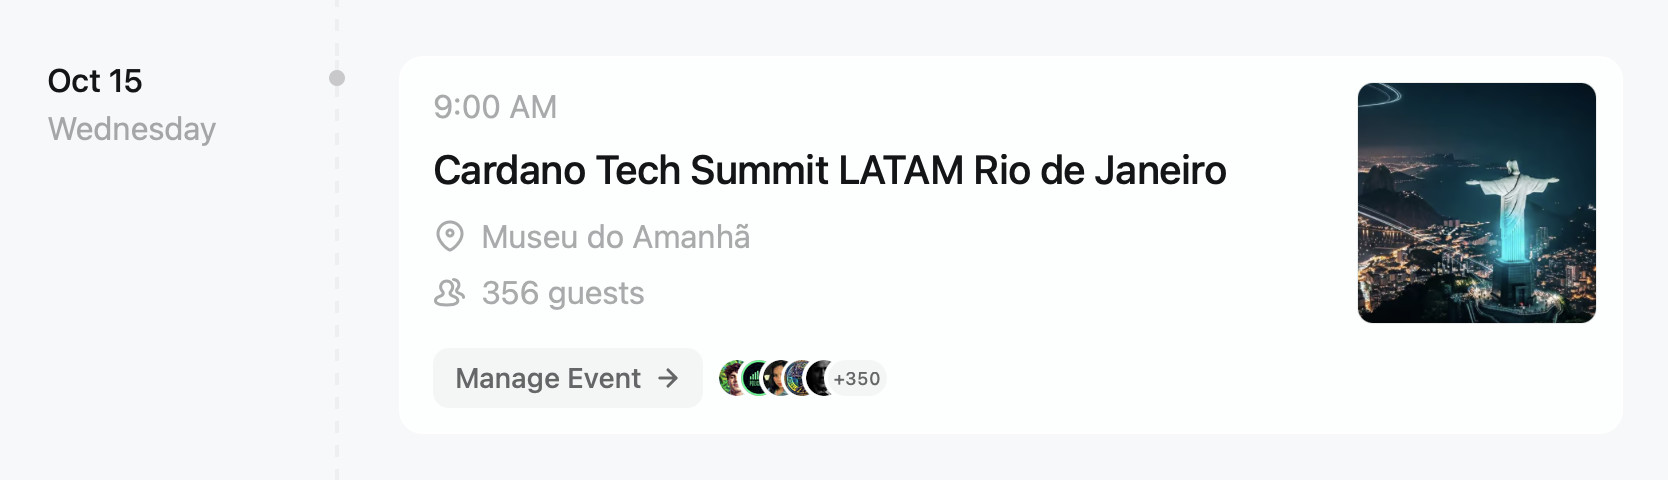 Oct 15
Wednesday
9:00 AM
Cardano Tech Summit LATAM Rio de Janeiro
Museu do Amanhã
356 guests
Manage Event →
+350